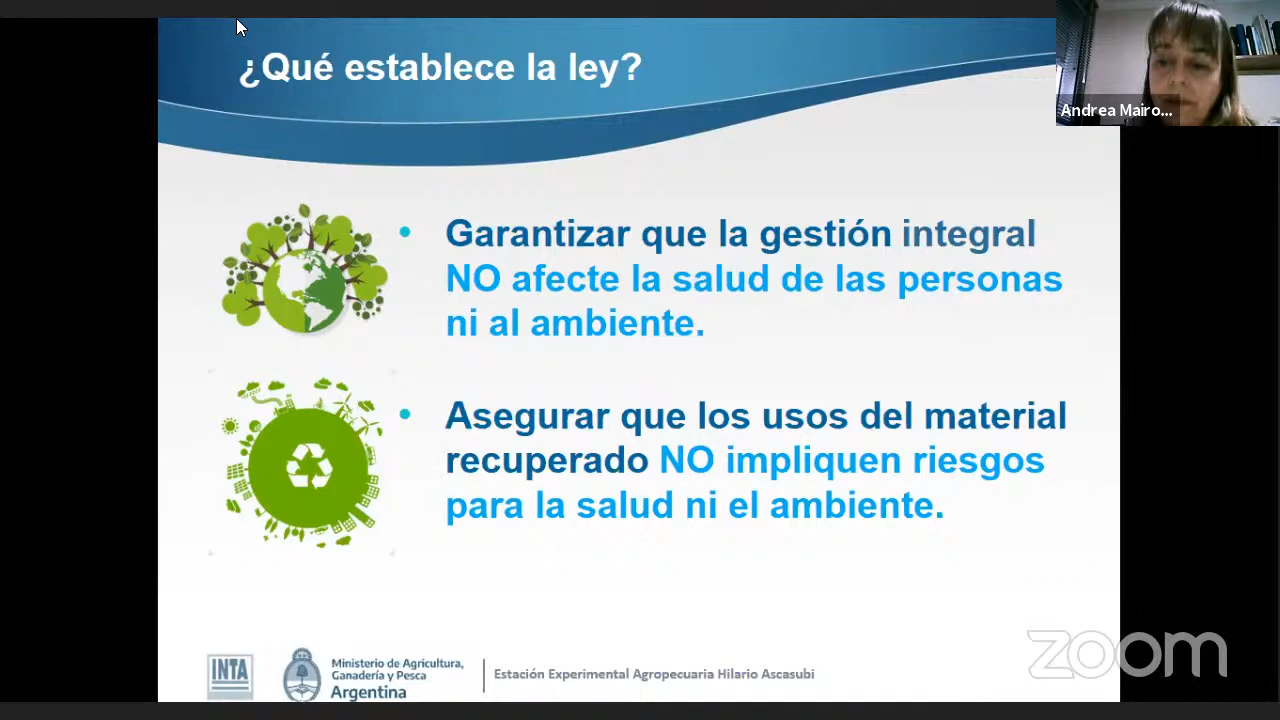 ¿Qué establece la ley?
Andrea Mairo...
• Garantizar que la gestión integral
NO afecte la salud de las personas
ni al ambiente.
• Asegurar que los usos del material
recuperado NO impliquen riesgos
para la salud ni el ambiente.
INTA
Ministerio de Agricultura,
Ganadería y Pesca
Argentina
Estación Experimental Agropecuaria Hilario Ascasubi
zoom